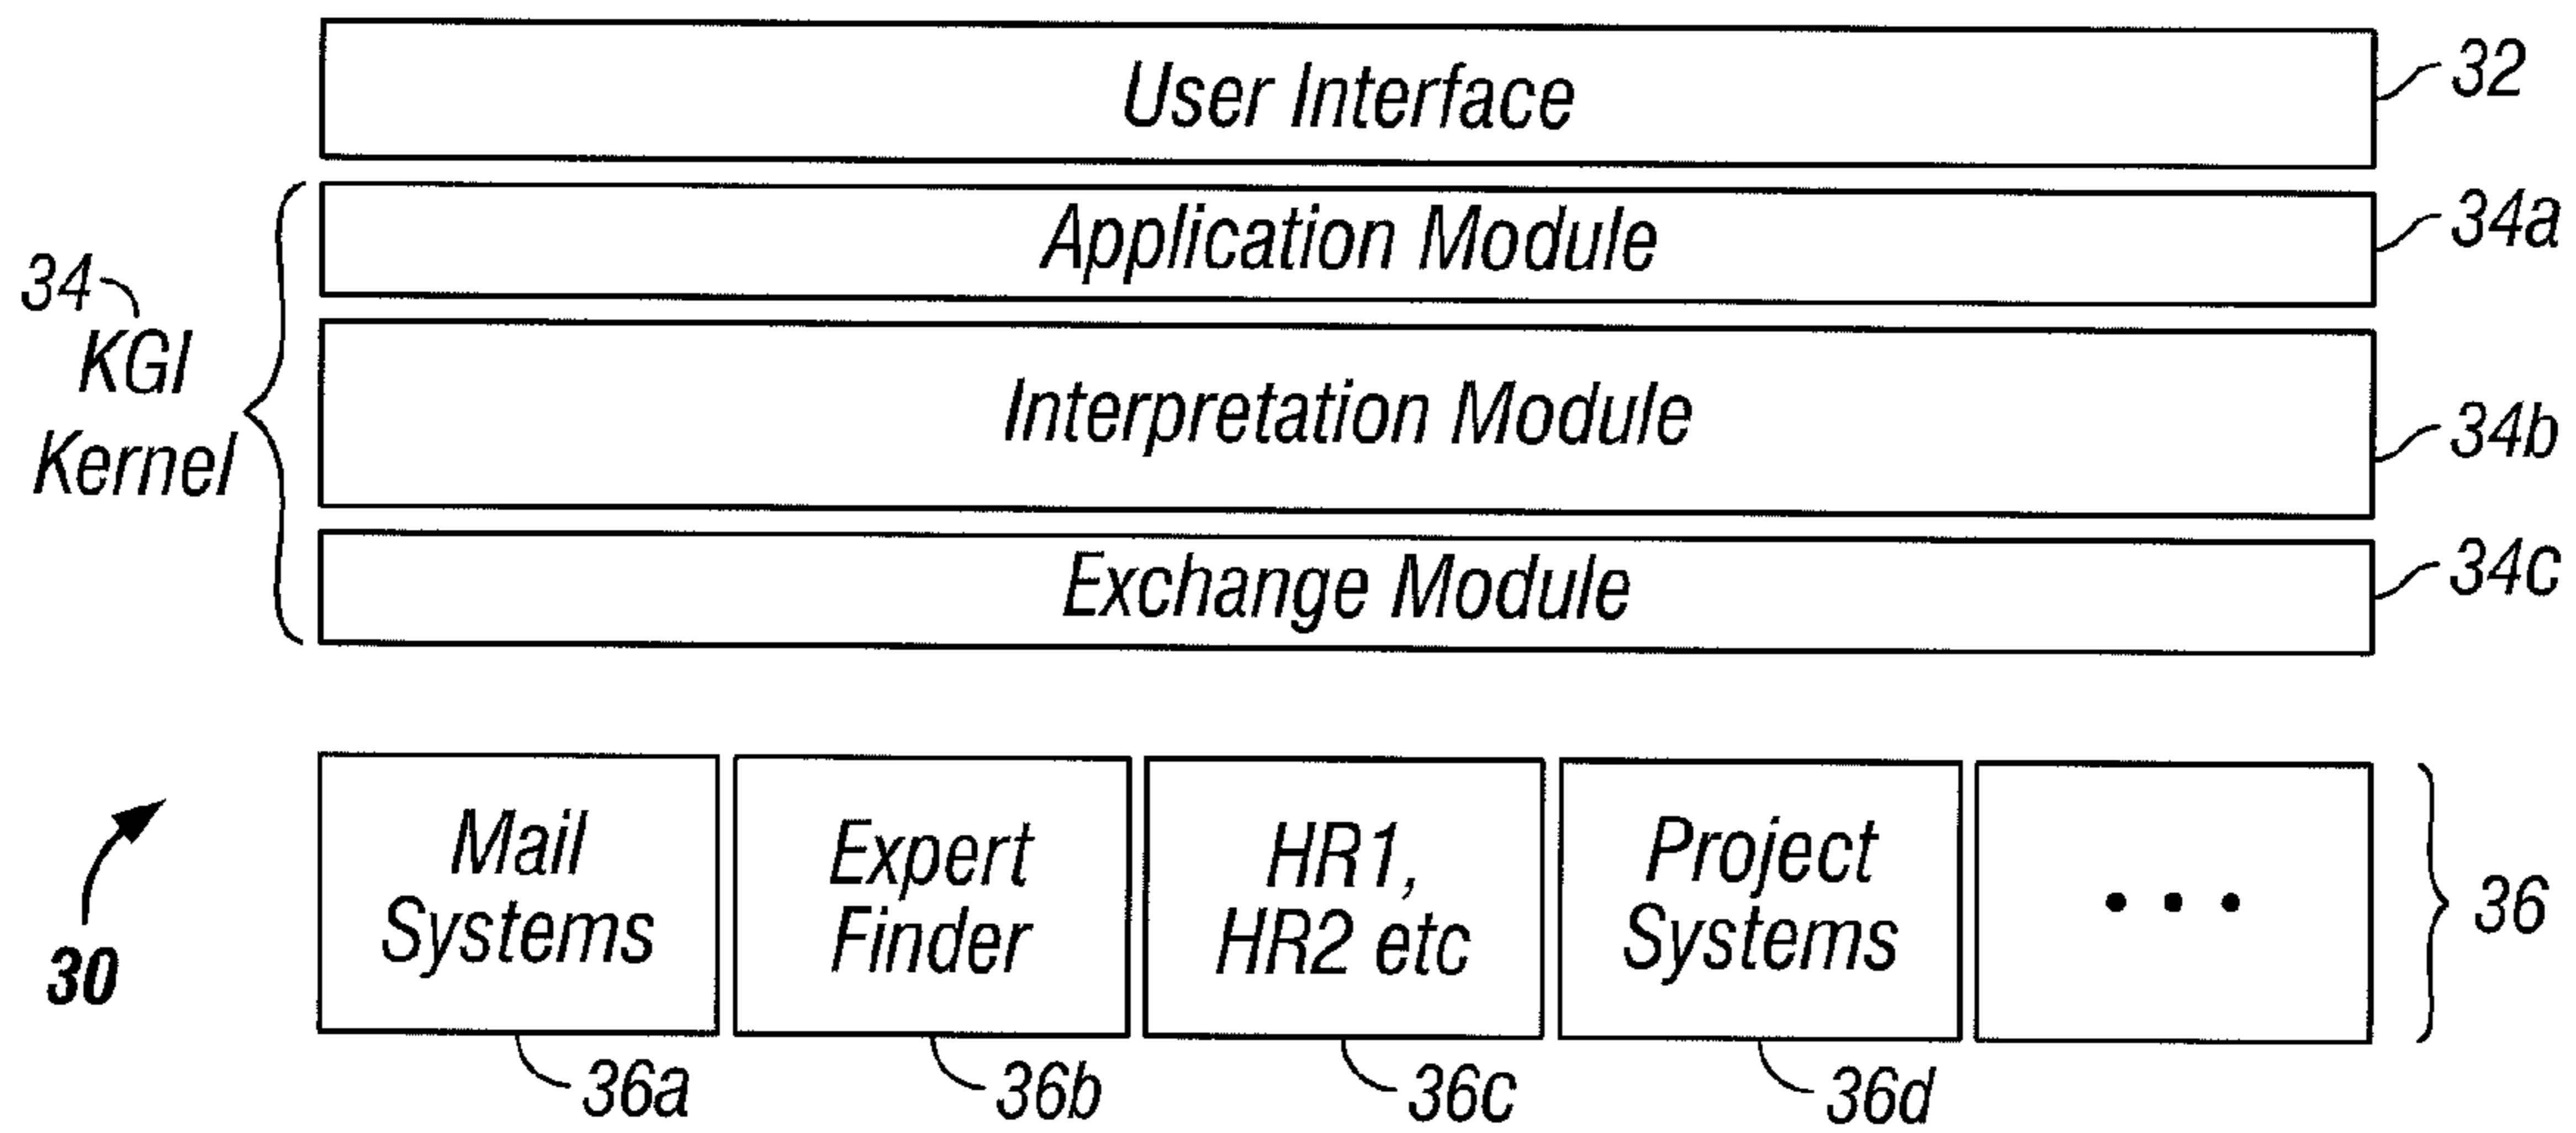 User Interface
32
Application Module
34a
34
KGI
Kernel
Interpretation Module
34b
Exchange Module
34c
Mail
Systems
Expert
Finder
HR1,
HR2 etc
Project
Systems
• • •
36
30
36a
36b
36c
36d